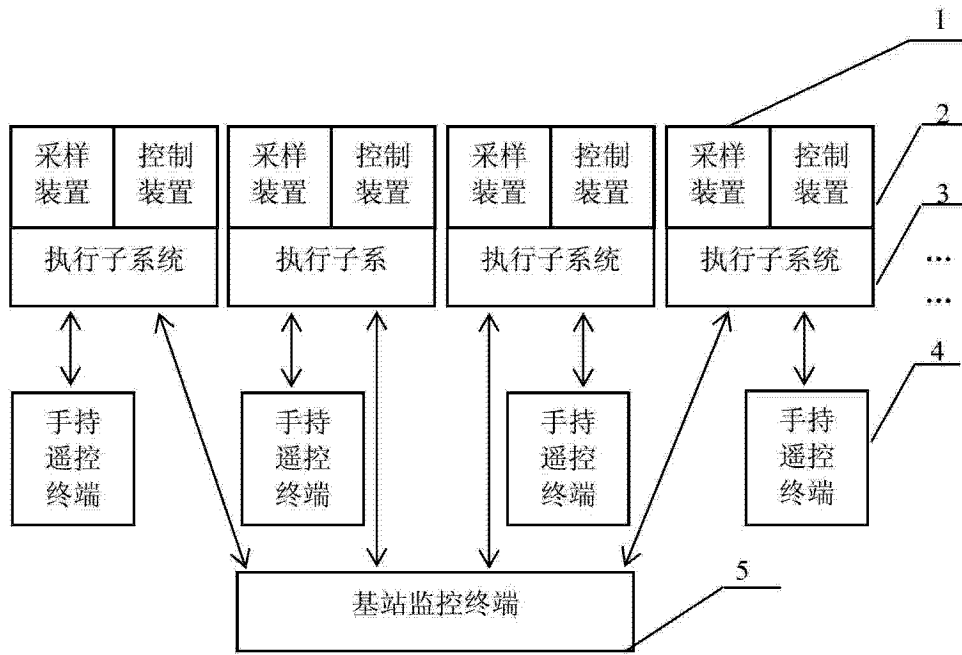 1
采样 控制 采样 控制 采样 控制 采样 控制 2
装置 装置 装置 装置 装置 装置 装置 装置
3
执行子系统 执行子系 执行子系统 执行子系统 ...
...
4
手持 手持 手持 手持
遥控 遥控 遥控 遥控
终端 终端 终端 终端
5
基站监控终端